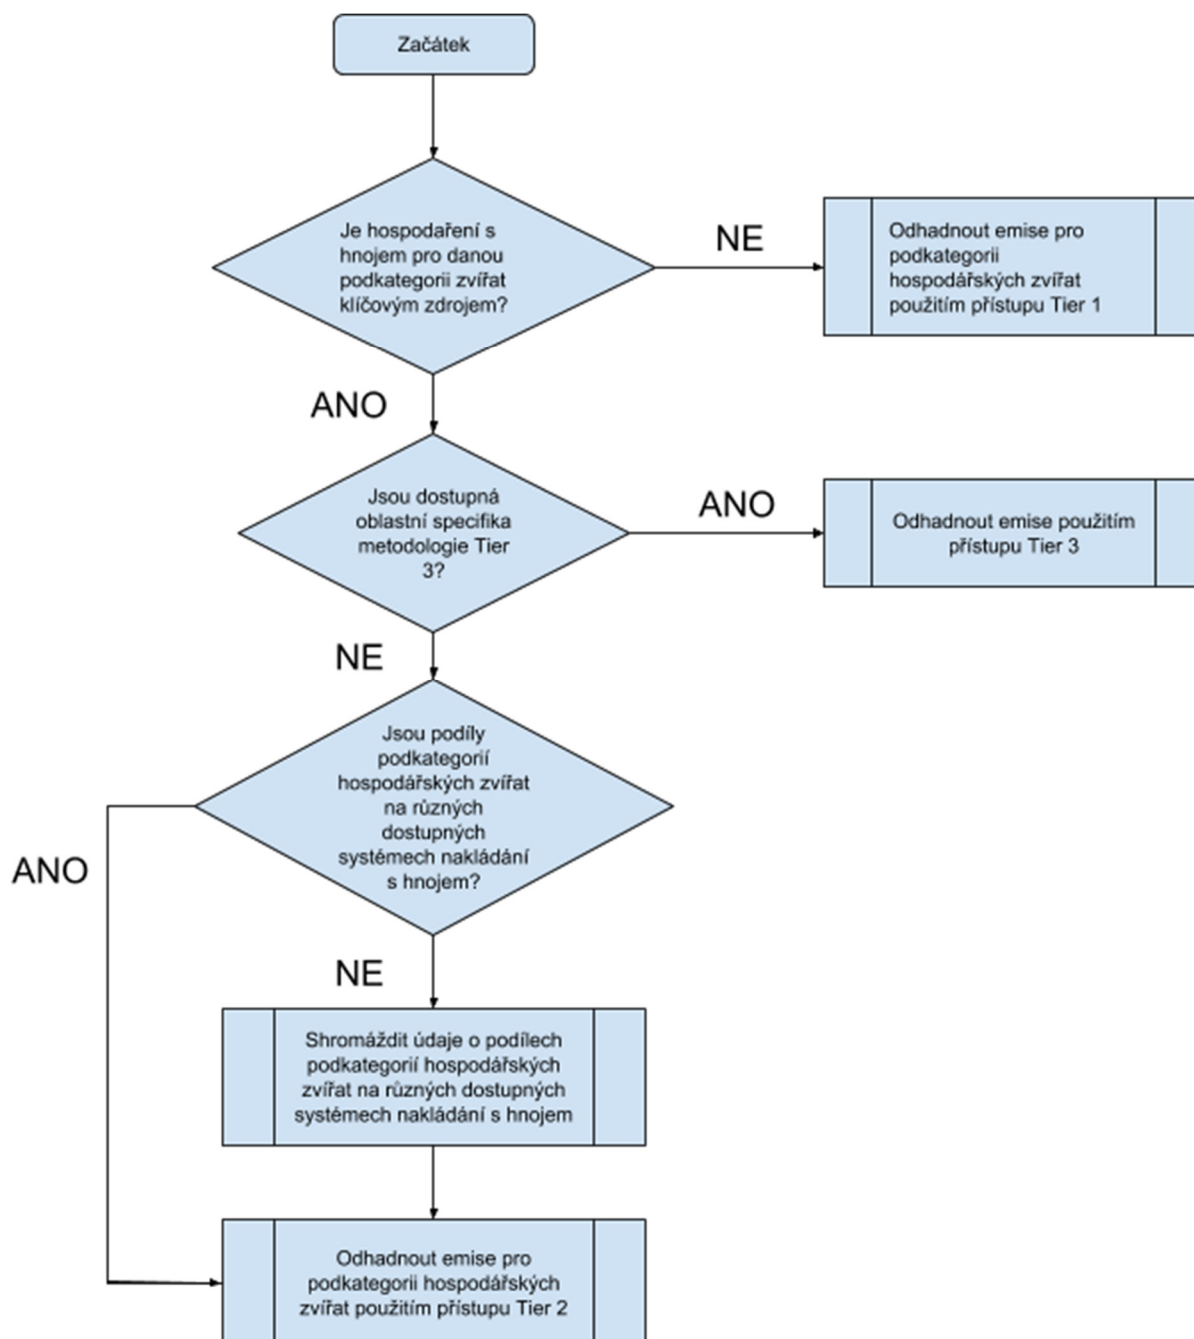 Začátek
Je hospodaření s
hnojem pro danou
podkategorii zvířat
klíčovým zdrojem?
NE
Odhadnout emise pro
podkategorii
hospodářských zvířat
použitím přístupu Tier 1
ANO
Jsou dostupná
oblastní specifika
metodologie Tier
3?
ANO
Odhadnout emise použitím
přístupu Tier 3
NE
Jsou podíly
podkategorií
hospodářských zvířat
na různých
dostupných
systémech nakládání
s hnojem?
ANO
NE
Shromáždit údaje o podílech
podkategorií hospodářských
zvířat na různých dostupných
systémech nakládání s hnojem
Odhadnout emise pro
podkategorii hospodářských
zvířat použitím přístupu Tier 2